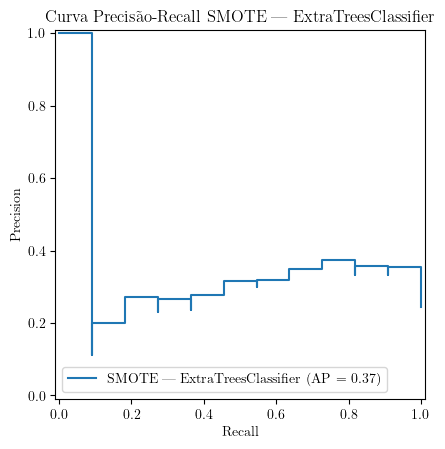 Curva Precisão-Recall SMOTE — ExtraTreesClassifier
1.0
0.8
0.6
0.4
0.2
0.0
Precision
SMOTE — ExtraTreesClassifier (AP = 0.37)
0.0 0.2 0.4 0.6 0.8 1.0
Recall